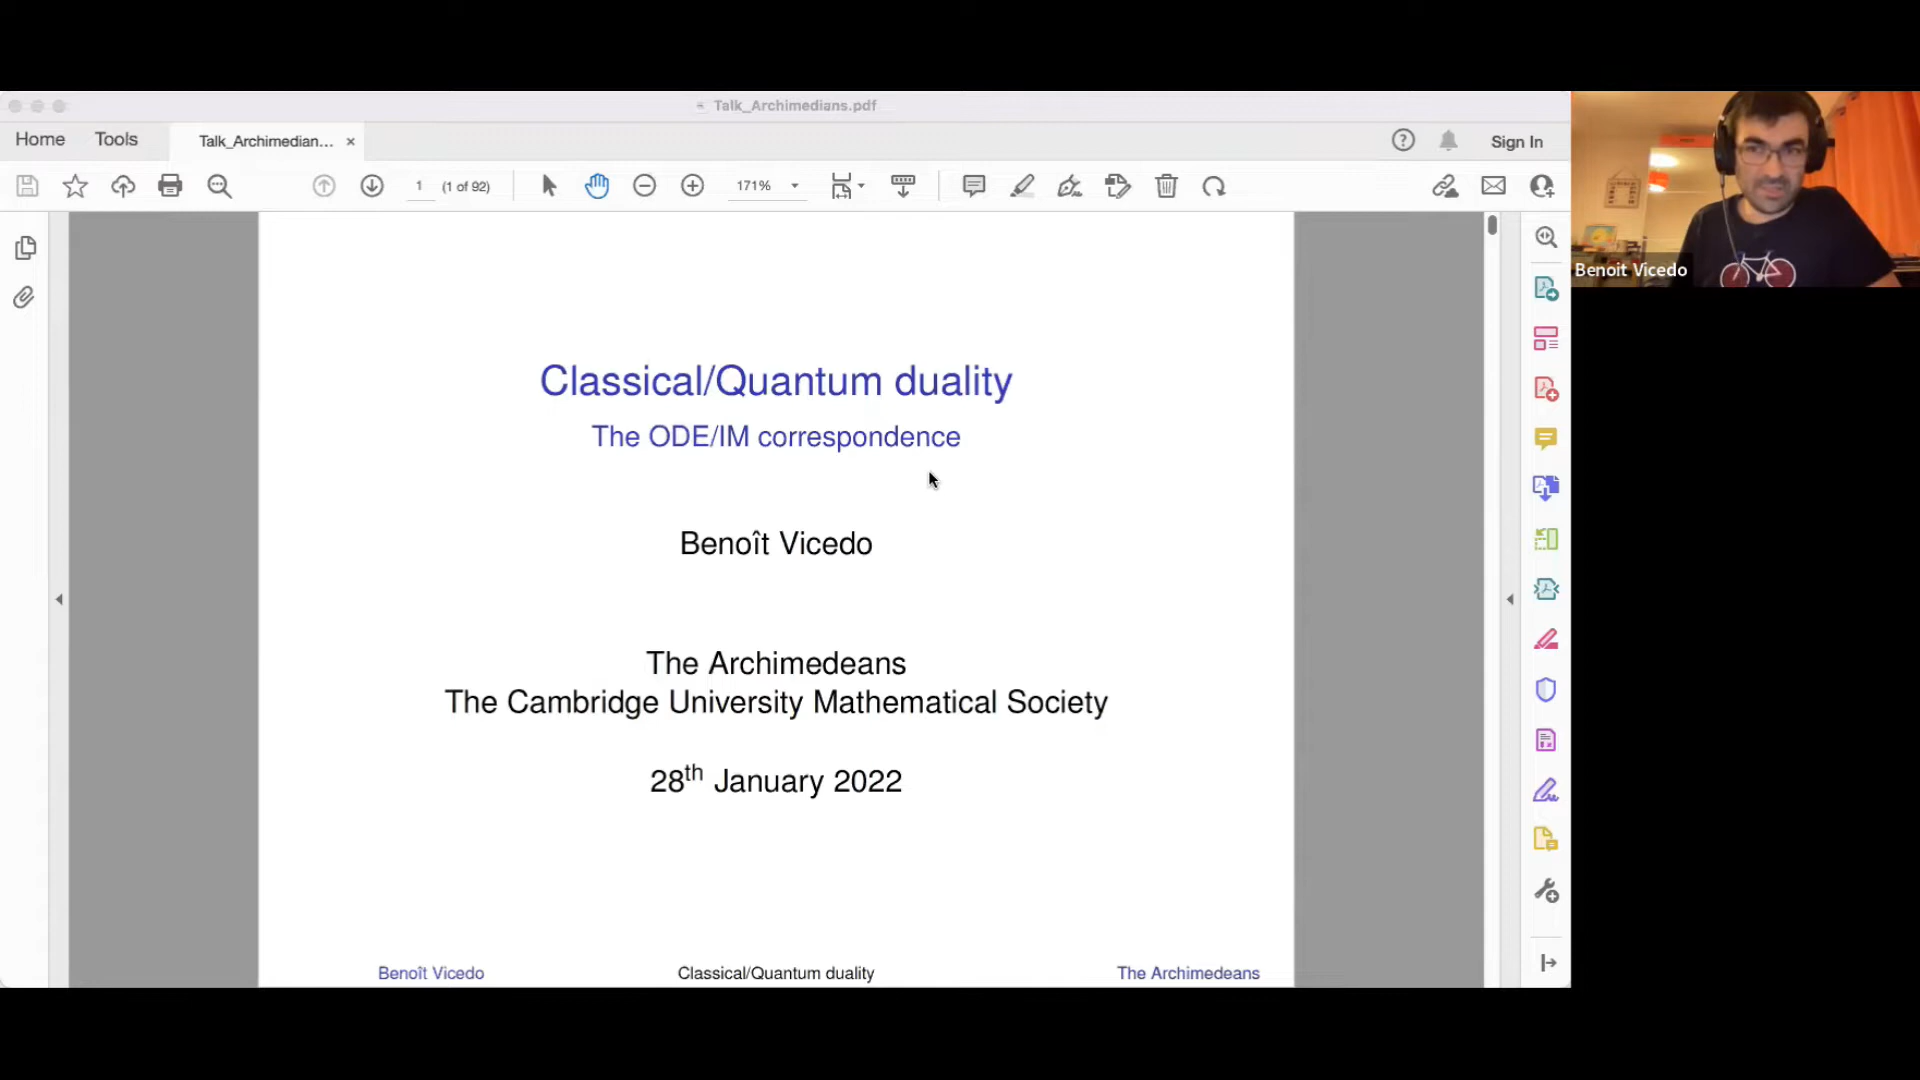 Talk_Archimedians.pdf
Home Tools Talk_Archimedian... × Sign In
1 (1 of 92) 171%
Classical/Quantum duality
The ODE/IM correspondence
Benoît Vicedo
The Archimedeans
The Cambridge University Mathematical Society
28th January 2022
Benoît Vicedo Classical/Quantum duality The Archimedeans
Benoit Vicedo